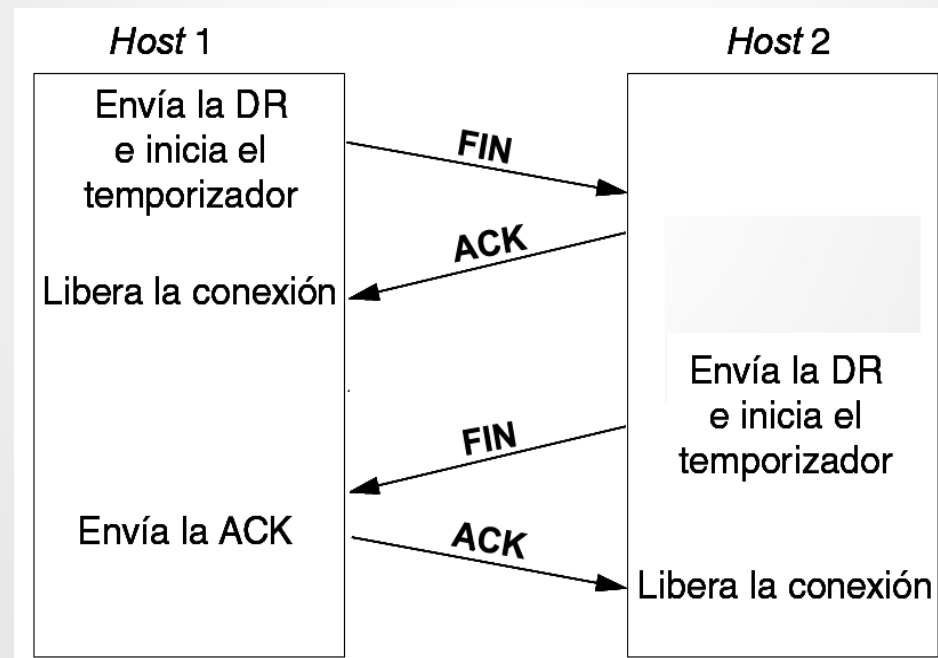 Host 1
Host 2
Envía la DR
e inicia el
temporizador
FIN
ACK
Libera la conexión
Envía la DR
e inicia el
temporizador
FIN
Envía la ACK
ACK
Libera la conexión